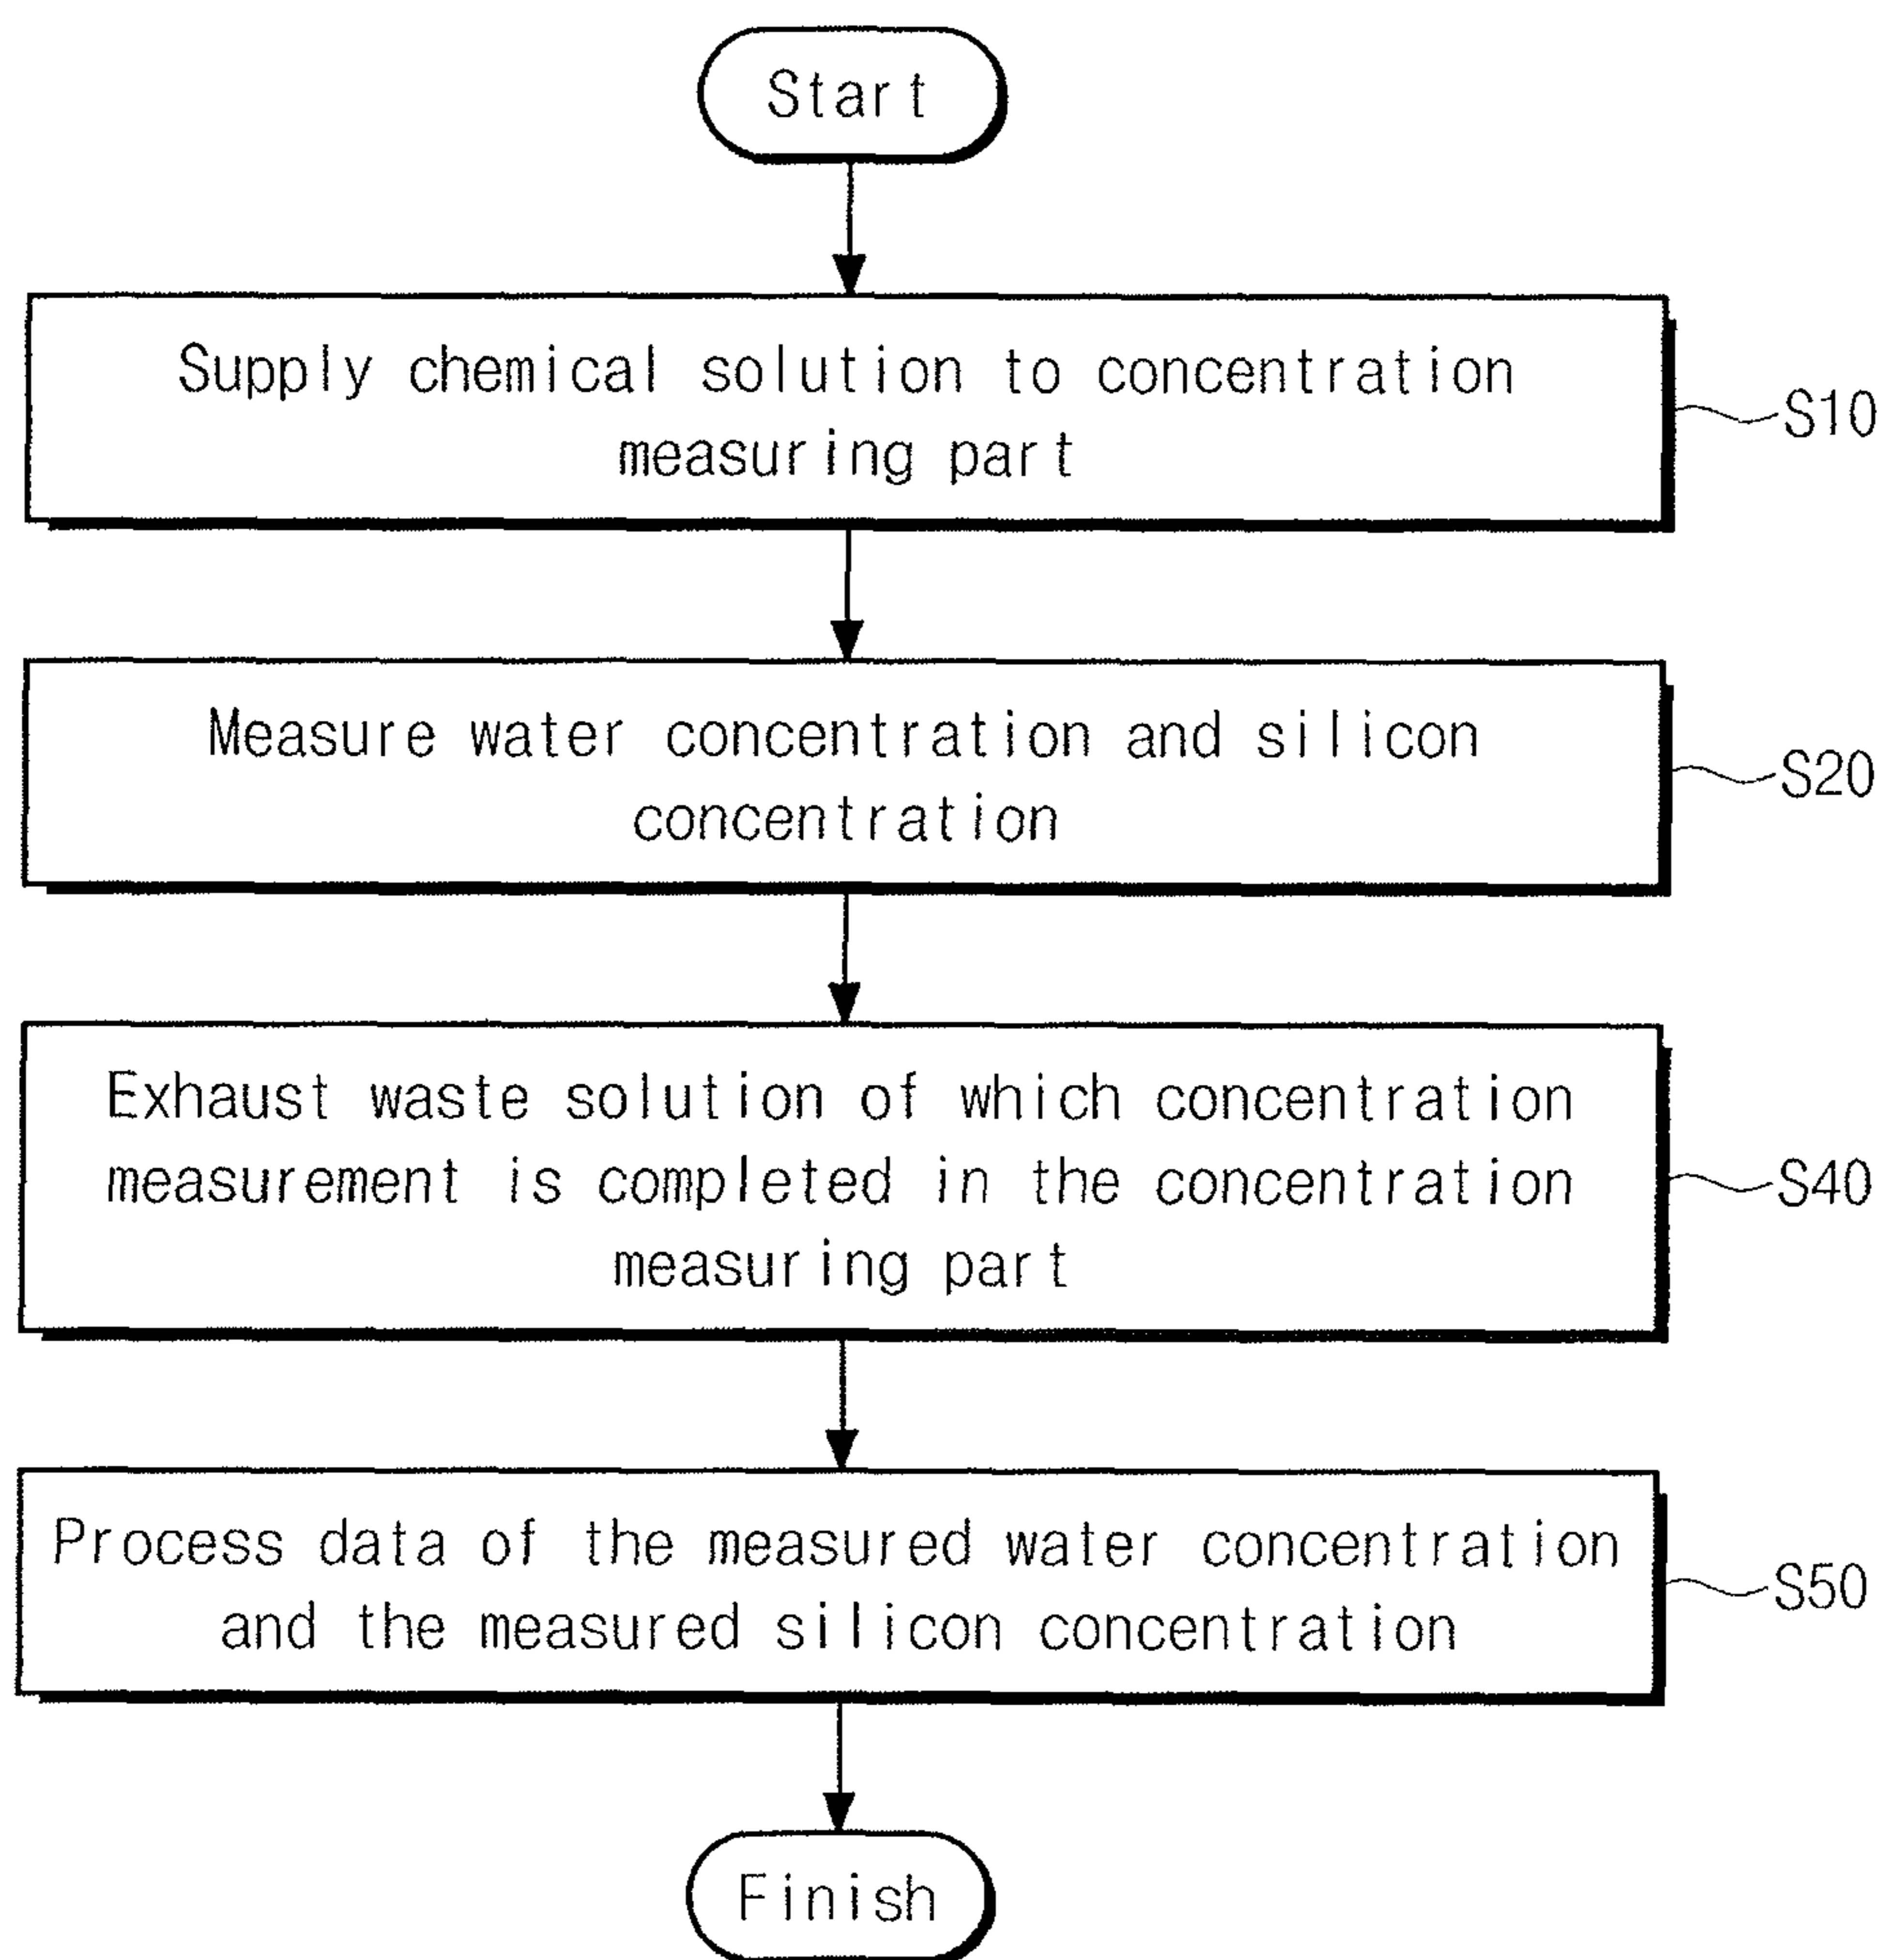 Start
Supply chemical solution to concentration
measuring part
S10
Measure water concentration and silicon
concentration
S20
Exhaust waste solution of which concentration
measurement is completed in the concentration
measuring part
S40
Process data of the measured water concentration
and the measured silicon concentration
S50
Finish